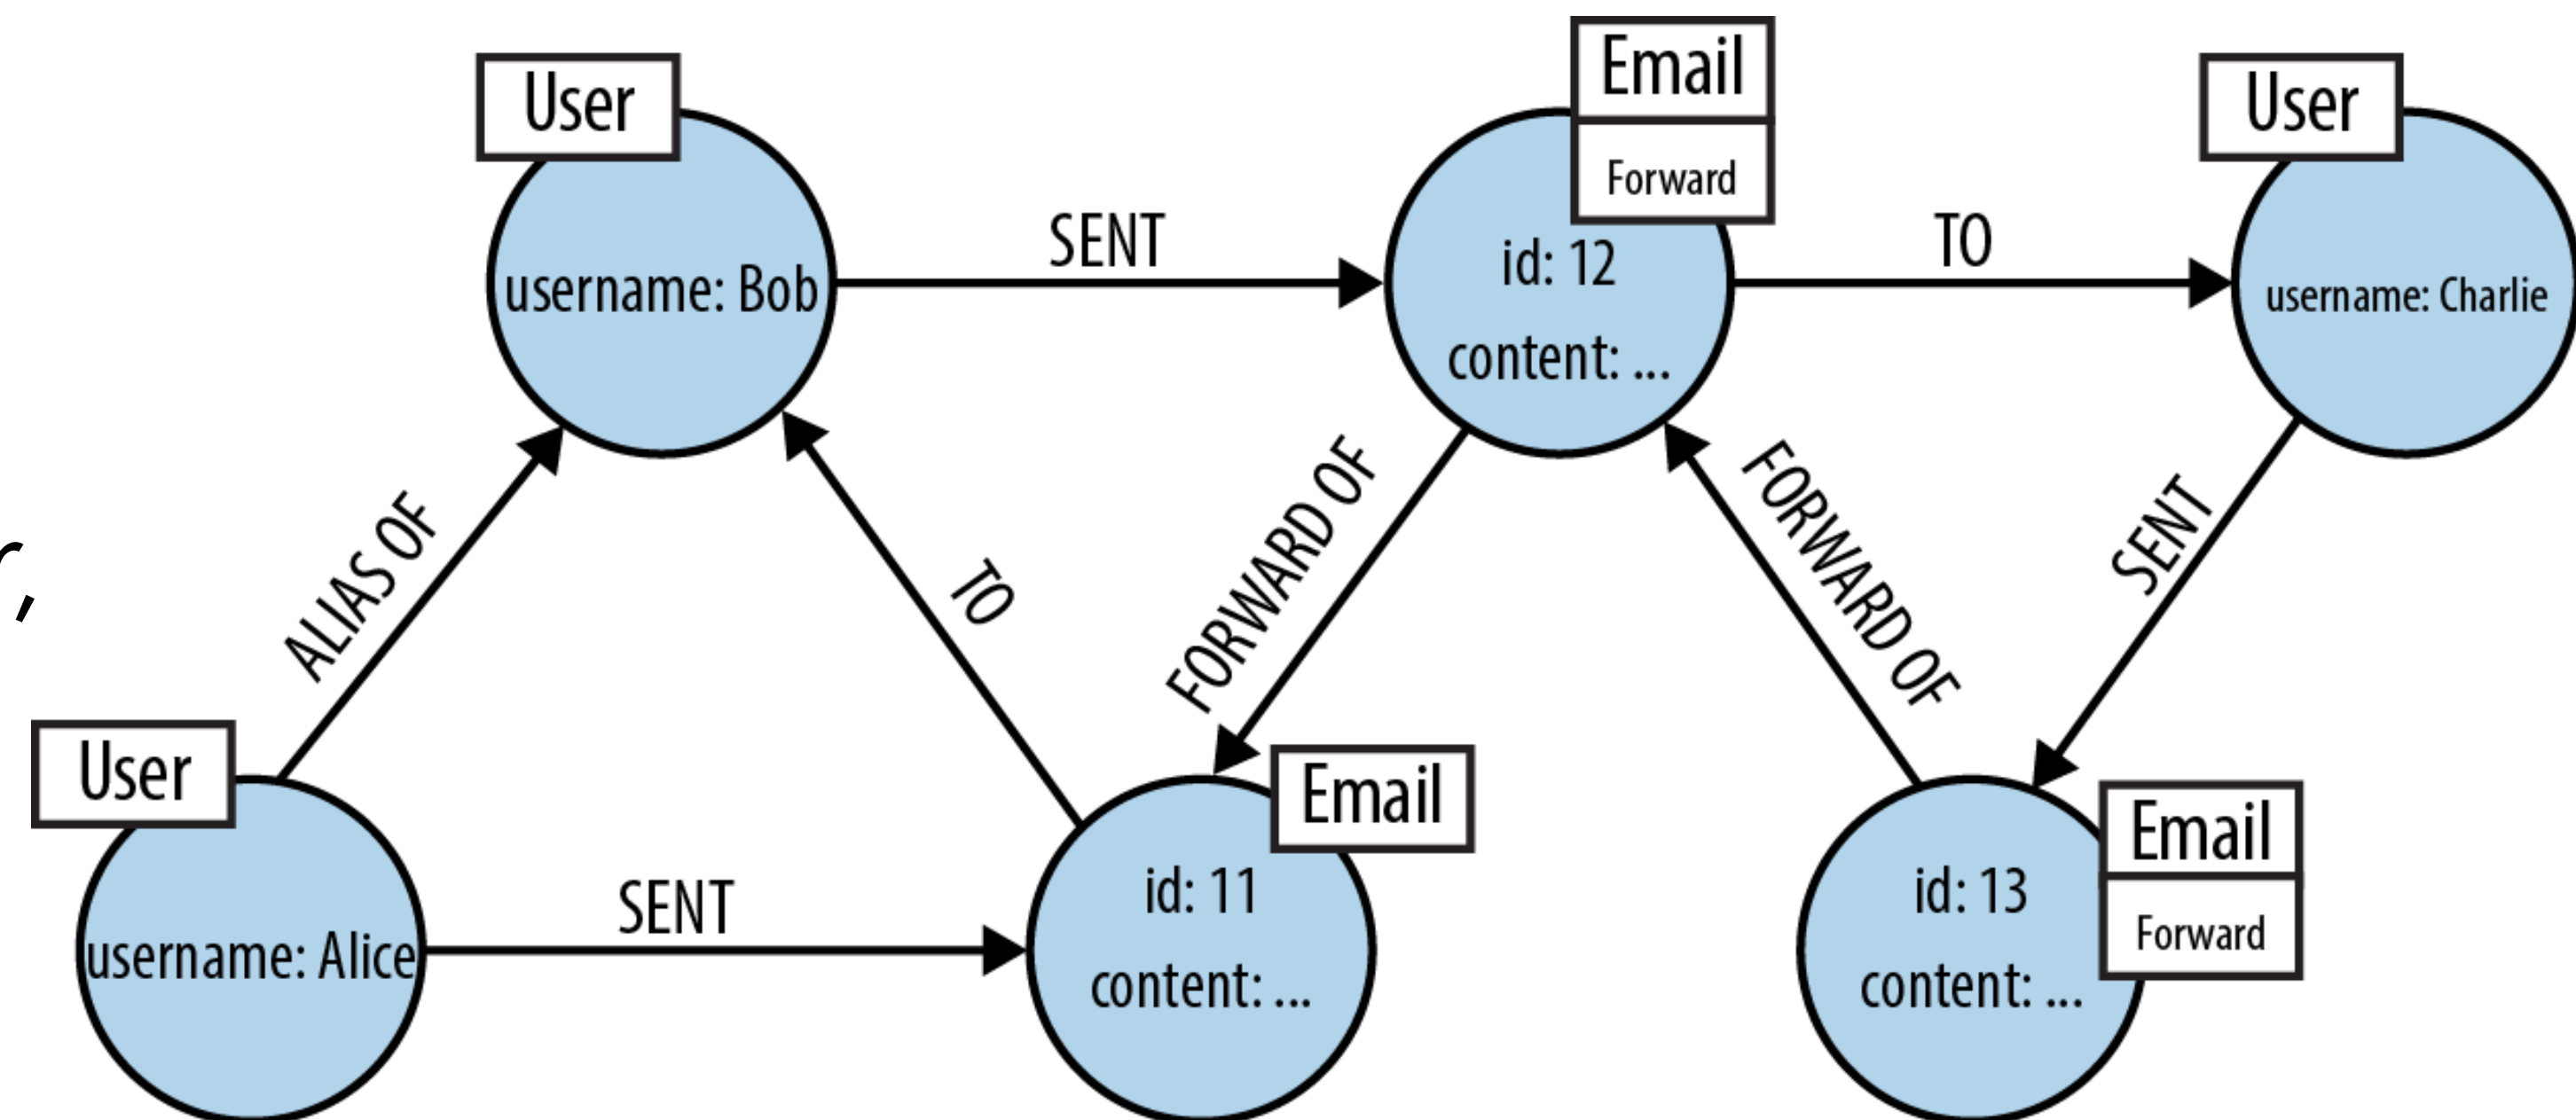 User
username: Bob
SENT
Email
Forward
id: 12
content: ...
TO
User
username: Charlie
ALIAS OF
TO
FORWARD OF
FORWARD OF
SENT
User
username: Alice
SENT
Email
id: 11
content: ...
Email
Forward
id: 13
content: ...